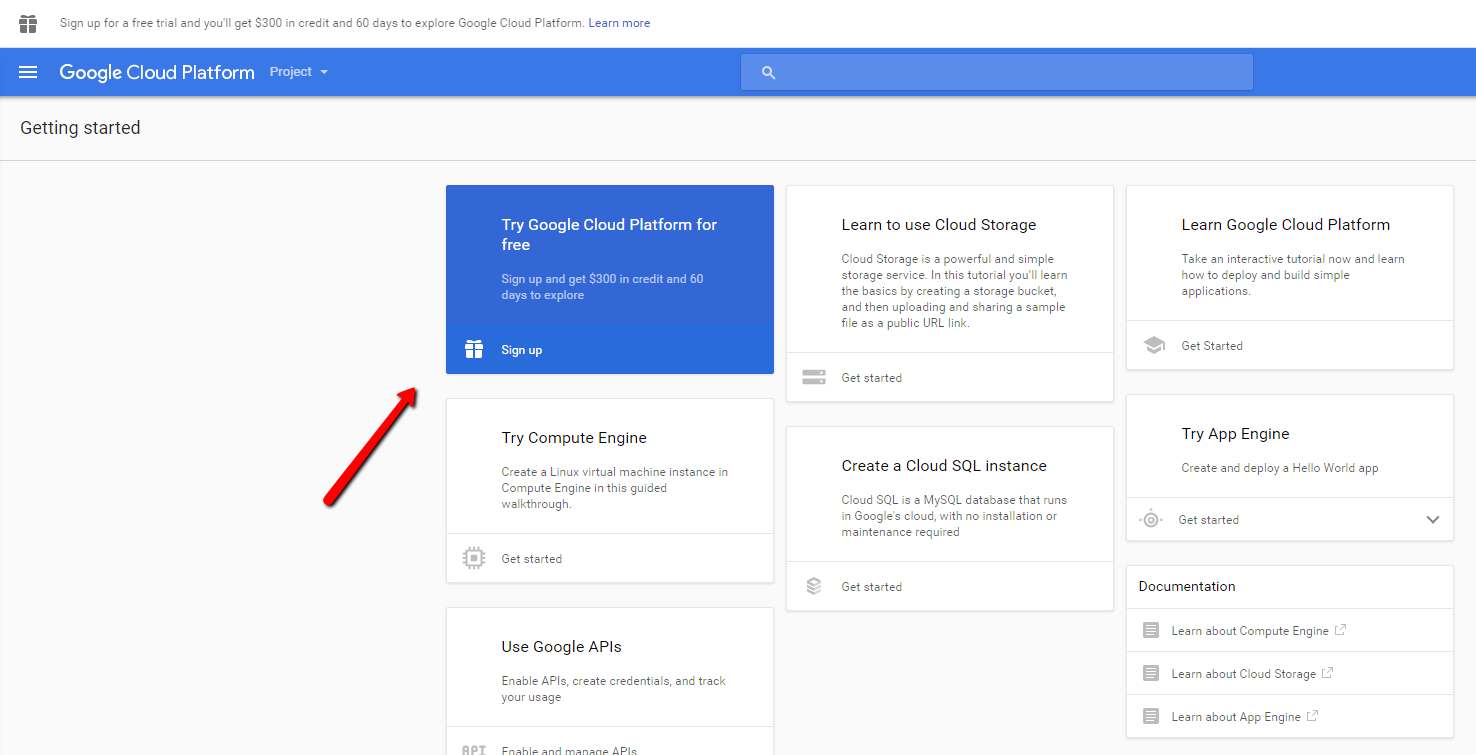 Sign up for a free trial and you'll get $300 in credit and 60 days to explore Google Cloud Platform. Learn more
Google Cloud Platform Project
Getting started
Try Google Cloud Platform for
free
Sign up and get $300 in credit and 60
days to explore
Sign up
Try Compute Engine
Create a Linux virtual machine instance in
Compute Engine in this guided
walkthrough.
Get started
Use Google APIs
Enable APIs, create credentials, and track
your usage
API Enable and manage APIs.
Learn to use Cloud Storage
Cloud Storage is a powerful and simple
storage service. In this tutorial you'll learn
the basics by creating a storage bucket,
and then uploading and sharing a sample
file as a public URL link.
Get started
Create a Cloud SQL instance
Cloud SQL is a MySQL database that runs
in Google's cloud, with no installation or
maintenance required
Get started
Learn Google Cloud Platform
Take an interactive tutorial now and learn
how to deploy and build simple
applications.
Get Started
Try App Engine
Create and deploy a Hello World app
Get started
Documentation
Learn about Compute Engine
Learn about Cloud Storage
Learn about App Engine